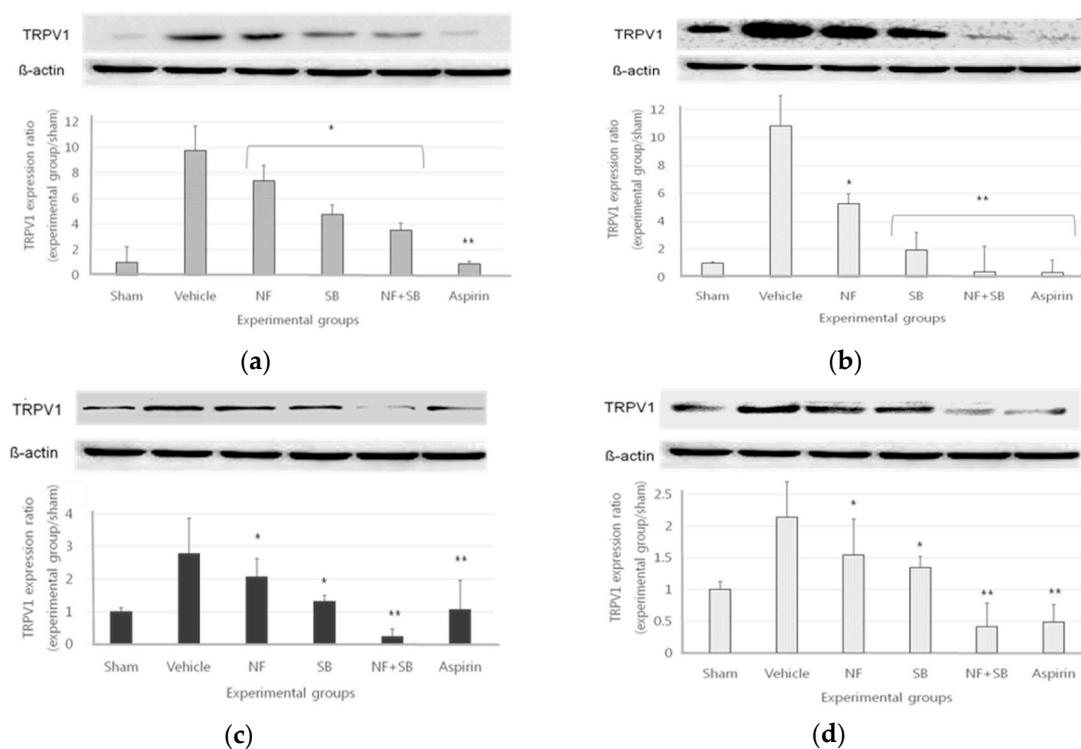 TRPV1
ß-actin
TRPV1 expression ratio
(experimental group/sham)
12
10
8
6
4
2
0
*
**
Sham Vehicle NF SB NF+SB Aspirin
Experimental groups
(a)
TRPV1
ß-actin
TRPV1 expression ratio
(experimental group/sham)
12
10
8
6
4
2
0
*
**
Sham Vehicle NF SB NF+SB Aspirin
Experimental groups
(b)
TRPV1
ß-actin
TRPV1 expression ratio
(experimental group/sham)
4
3
2
1
0
*
*
**
**
Sham Vehicle NF SB NF+SB Aspirin
Experimental groups
(c)
TRPV1
ß-actin
TRPV1 expression ratio
(experimental group/sham)
2.5
2
1.5
1
0.5
0
*
*
**
**
Sham Vehicle NF SB NF+SB Aspirin
Experimental groups
(d)